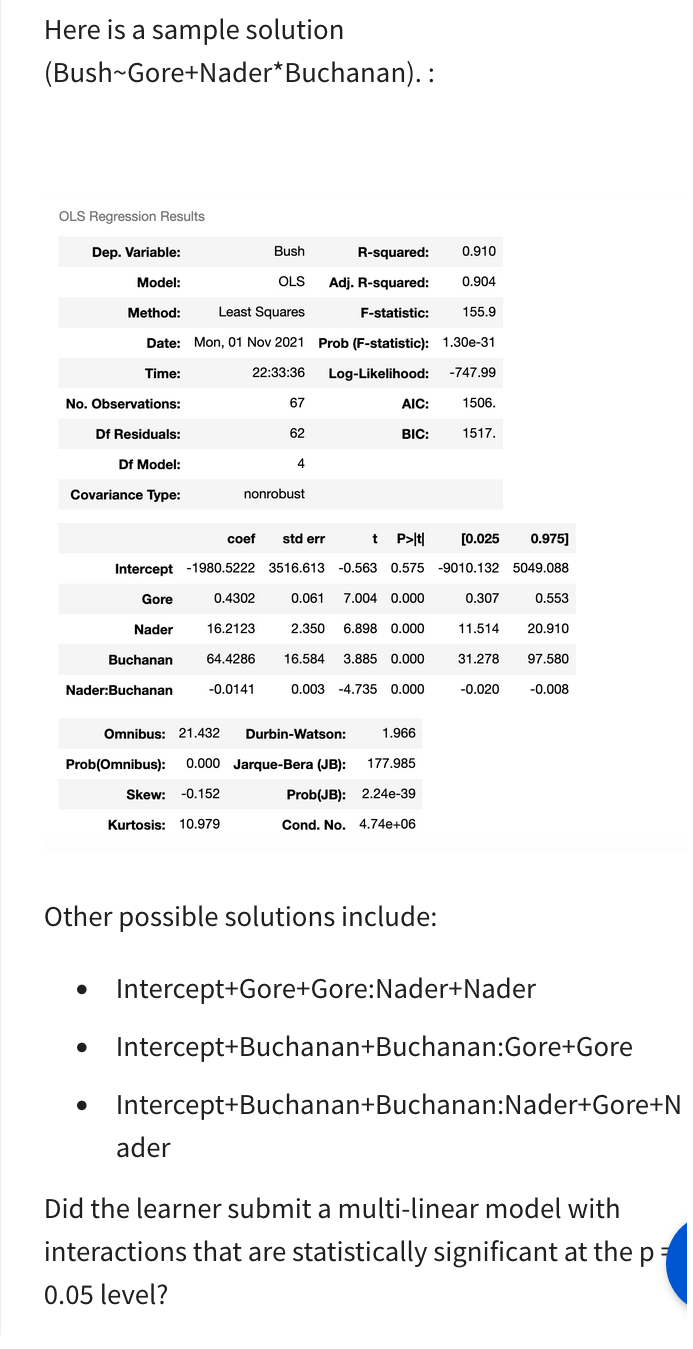 Here is a sample solution
(Bush~Gore+Nader*Buchanan). :
OLS Regression Results
Dep. Variable: Bush R-squared: 0.910
Model: OLS Adj. R-squared: 0.904
Method: Least Squares F-statistic: 155.9
Date: Mon, 01 Nov 2021 Prob (F-statistic): 1.30e-31
Time: 22:33:36 Log-Likelihood: -747.99
No. Observations: 67 AIC: 1506.
Df Residuals: 62 BIC: 1517.
Df Model: 4
Covariance Type: nonrobust
coef std err t P>|t| [0.025 0.975]
Intercept -1980.5222 3516.613 -0.563 0.575 -9010.132 5049.088
Gore 0.4302 0.061 7.004 0.000 0.307 0.553
Nader 16.2123 2.350 6.898 0.000 11.514 20.910
Buchanan 64.4286 16.584 3.885 0.000 31.278 97.580
Nader:Buchanan -0.0141 0.003 -4.735 0.000 -0.020 -0.008
Omnibus: 21.432 Durbin-Watson: 1.966
Prob(Omnibus): 0.000 Jarque-Bera (JB): 177.985
Skew: -0.152 Prob(JB): 2.24e-39
Kurtosis: 10.979 Cond. No. 4.74e+06
Other possible solutions include:
• Intercept+Gore+Gore:Nader+Nader
• Intercept+Buchanan+Buchanan:Gore+Gore
• Intercept+Buchanan+Buchanan:Nader+Gore+N
ader
Did the learner submit a multi-linear model with
interactions that are statistically significant at the p =
0.05 level?